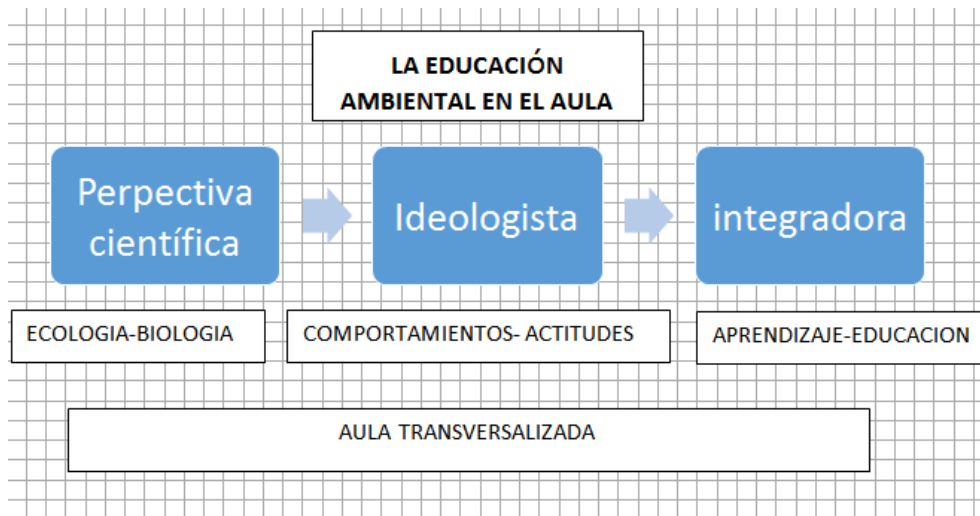 LA EDUCACIÓN
AMBIENTAL EN EL AULA
Perpectiva
científica
Ideologista
integradora
ECOLOGIA-BIOLOGIA
COMPORTAMIENTOS- ACTITUDES
APRENDIZAJE-EDUCACION
AULA TRANSVERSALIZADA